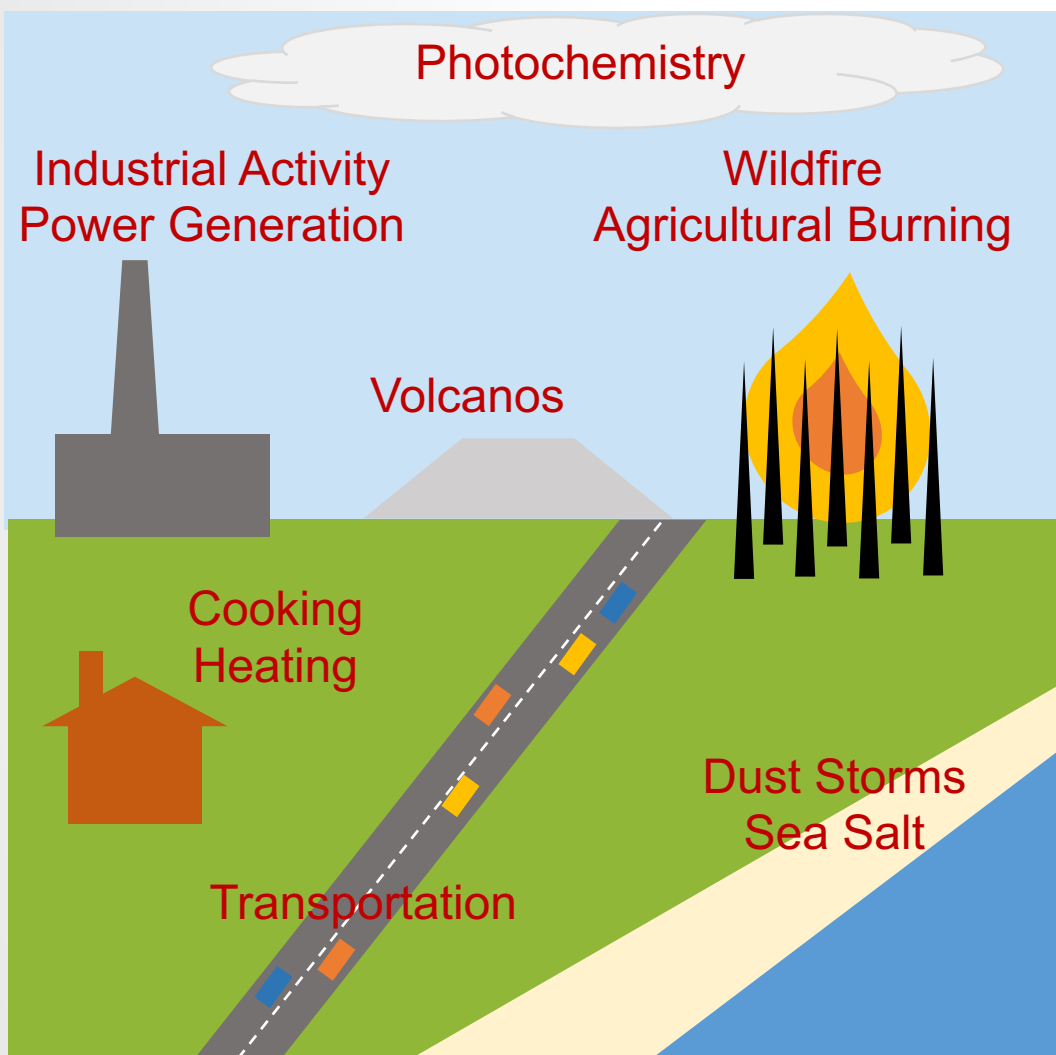 Photochemistry
Industrial Activity
Power Generation
Wildfire
Agricultural Burning
Volcanos
Cooking
Heating
Dust Storms
Sea Salt
Transportation